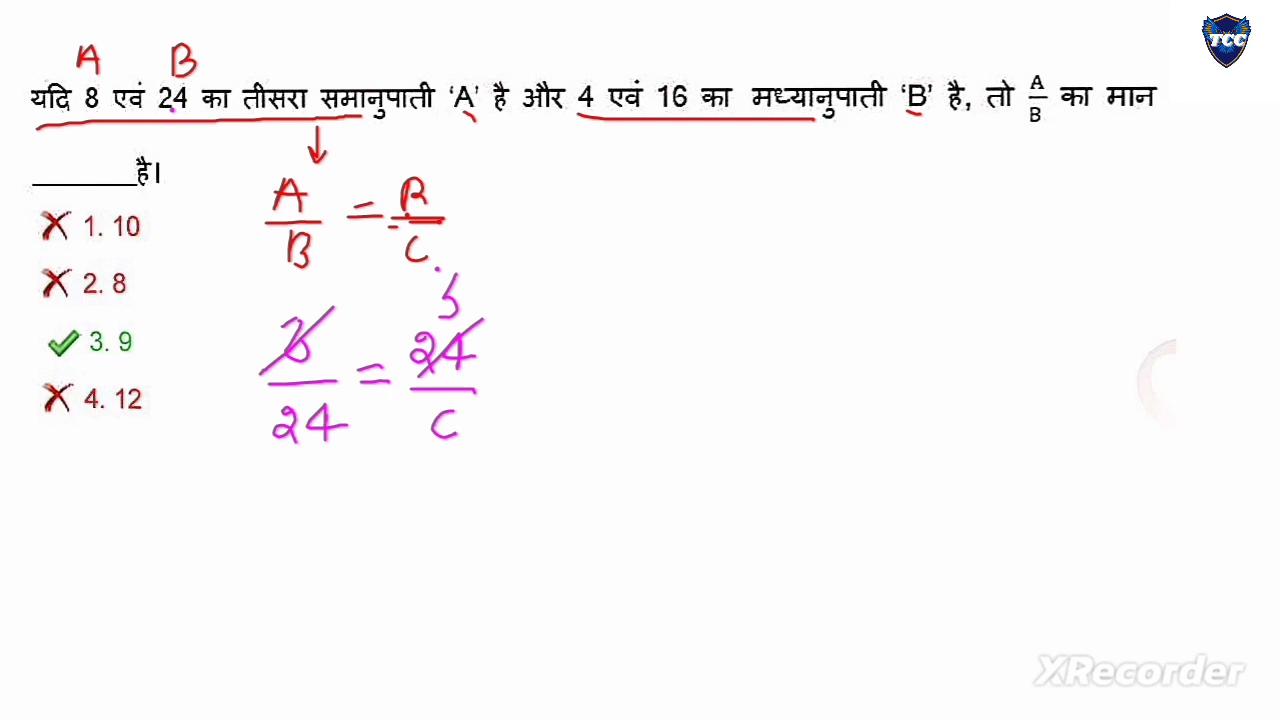 TCC
A B
यदि 8 एवं 24 का तीसरा समानुपाती ‘A’ है और 4 एवं 16 का मध्यानुपाती ‘B’ है, तो A/B का मान
________है।
1. 10
2. 8
3. 9
4. 12
A/B = B/C
3
8/24 = 24/C
XRecorder